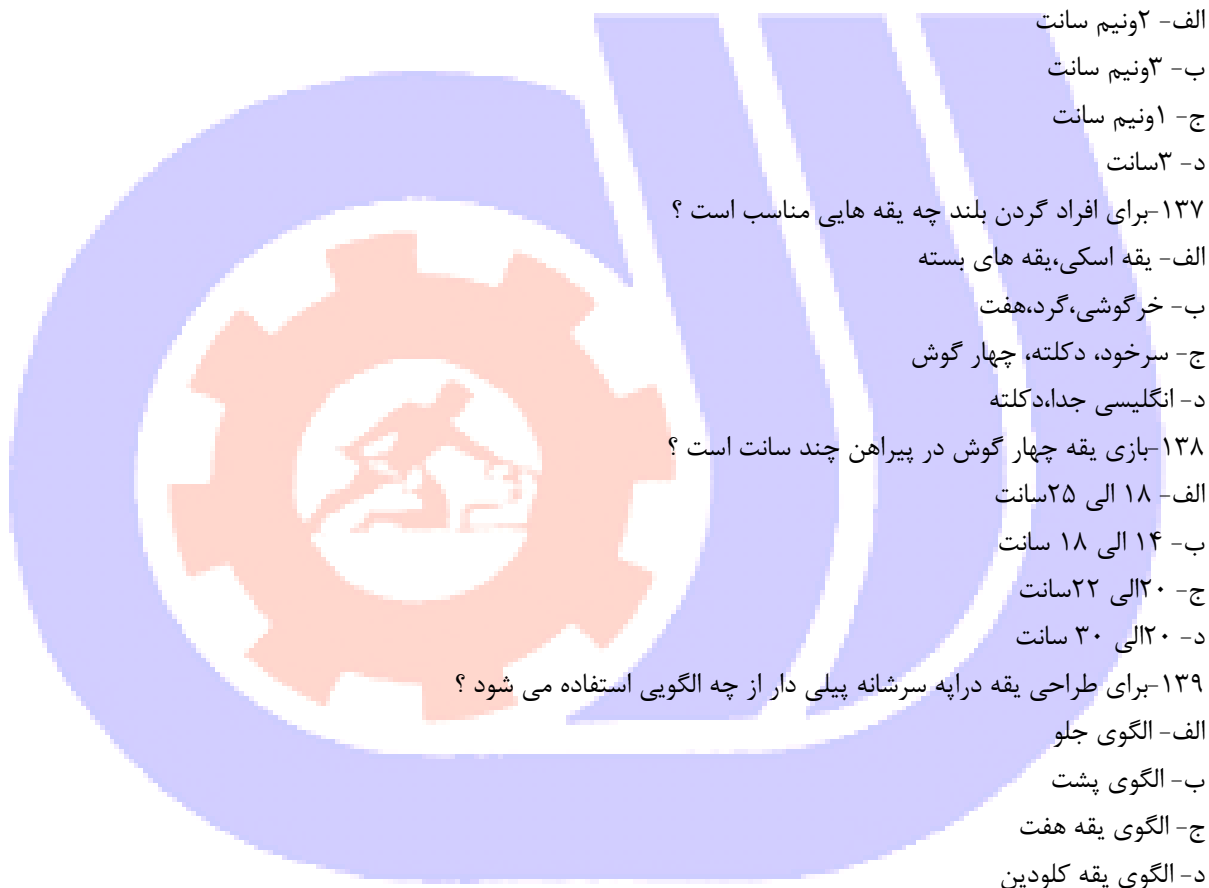 الف- ۲ونیم سانت
ب- ۳ونیم سانت
ج- ۱ونیم سانت
د- ۳سانت
۱۳۷-برای افراد گردن بلند چه یقه هایی مناسب است ؟
الف- یقه اسکی،یقه های بسته
ب- خرگوشی،گرد،هفت
ج- سرخود، دکلته، چهار گوش
د- انگلیسی جدا،دکلته
۱۳۸-بازی یقه چهار گوش در پیراهن چند سانت است ؟
الف- ۱۸ الی ۲۵سانت
ب- ۱۴ الی ۱۸ سانت
ج- ۲۰الی ۲۲سانت
د- ۲۰الی ۳۰ سانت
۱۳۹-برای طراحی یقه دراپه سرشانه پیلی دار از چه الگویی استفاده می شود ؟
الف- الگوی جلو
ب- الگوی پشت
ج- الگوی یقه هفت
د- الگوی یقه کلودین